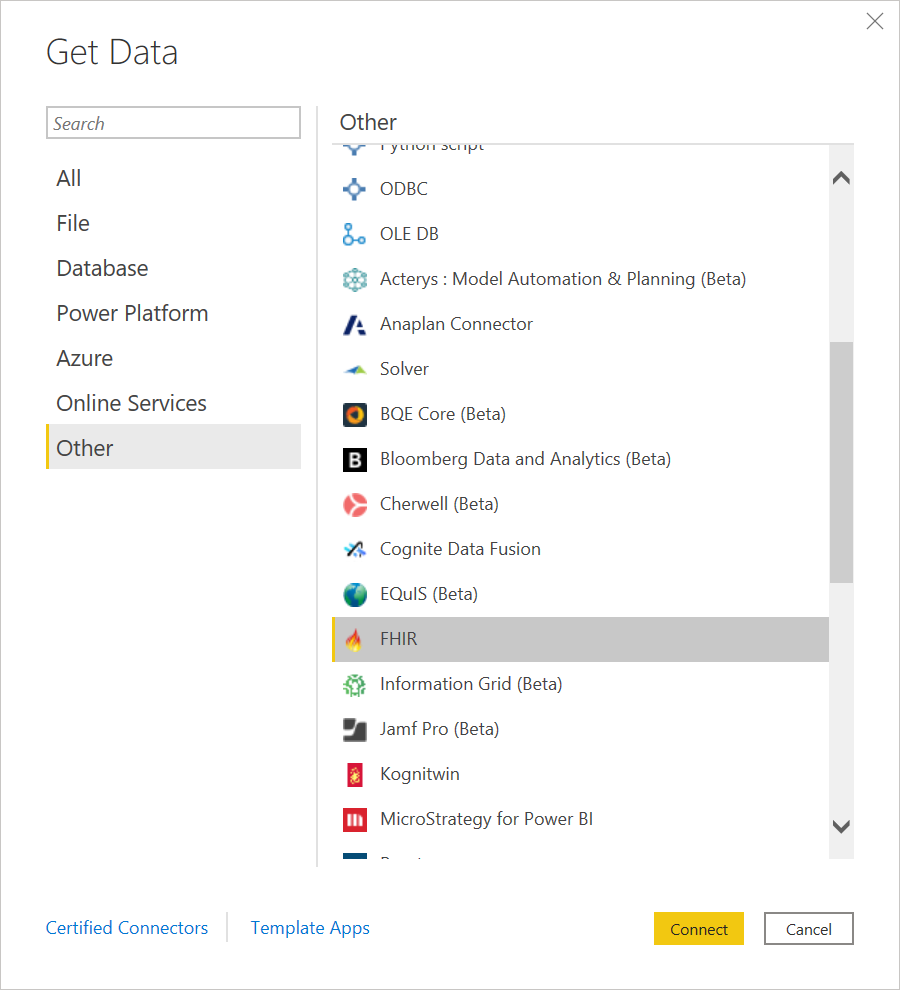 Get Data
Search
All
File
Database
Power Platform
Azure
Online Services
Other
Other
Python script
ODBC
OLE DB
Acterys : Model Automation & Planning (Beta)
Anaplan Connector
Solver
BQE Core (Beta)
Bloomberg Data and Analytics (Beta)
Cherwell (Beta)
Cognite Data Fusion
EQuIS (Beta)
FHIR
Information Grid (Beta)
Jamf Pro (Beta)
Kognitwin
MicroStrategy for Power BI
Certified Connectors
Template Apps
Connect
Cancel